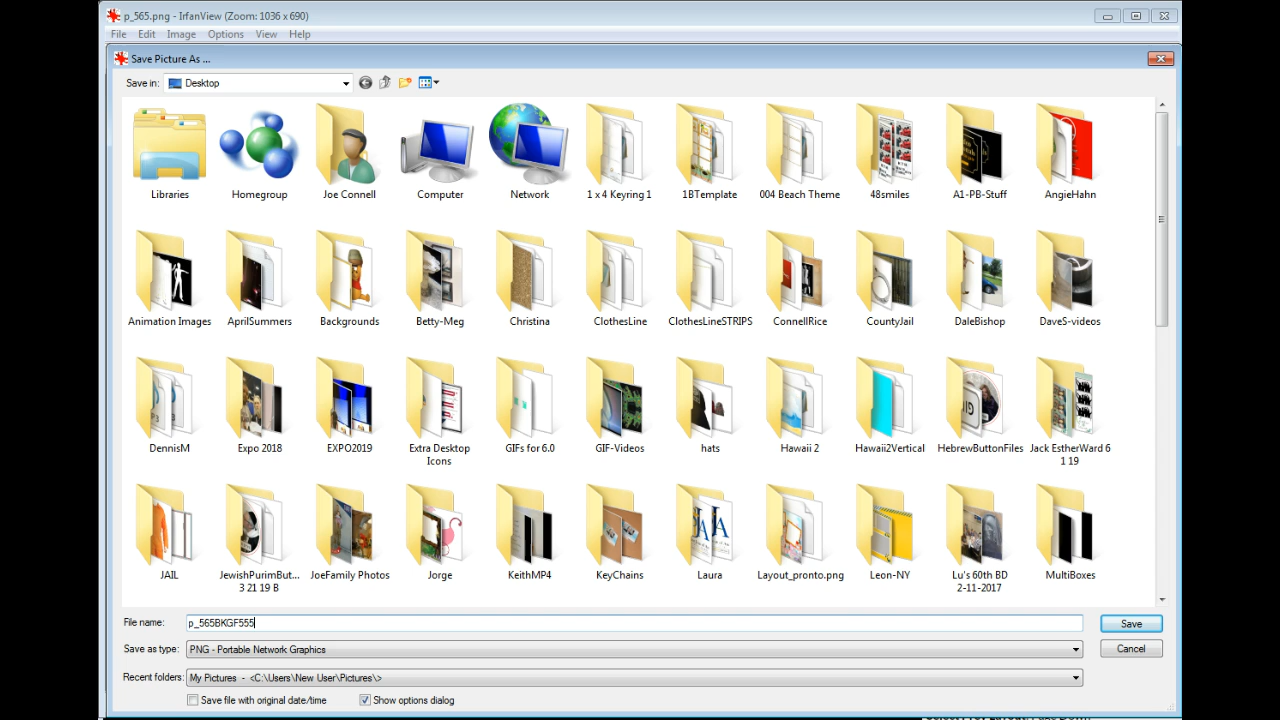 p_565.png - IrfanView (Zoom: 1036 x 690)
File Edit Image Options View Help
Save Picture As ...
Save in: Desktop
Libraries Homegroup Joe Connell Computer Network 1 x 4 Keyring 1 1BTemplate 004 Beach Theme 48smiles A1-PB-Stuff AngieHahn
Animation Images AprilSummers Backgrounds Betty-Meg Christina ClothesLine ClothesLineSTRIPS ConnellRice CountyJail DaleBishop DaveS-videos
DennisM Expo 2018 EXPO2019 Extra Desktop Icons GIFs for 6.0 GIF-Videos hats Hawaii 2 Hawaii2Vertical HebrewButtonFiles Jack EstherWard 6 1 19
JAIL JewishPurimBut... 3 21 19 B JoeFamily Photos Jorge KeithMP4 KeyChains Laura Layout_pronto.png Leon-NY Lu's 60th BD 2-11-2017 MultiBoxes
File name: p_565BKGF555 Save
Save as type: PNG - Portable Network Graphics Cancel
Recent folders: My Pictures - <C:\Users\New User\Pictures\>
Save file with original date/time Show options dialog